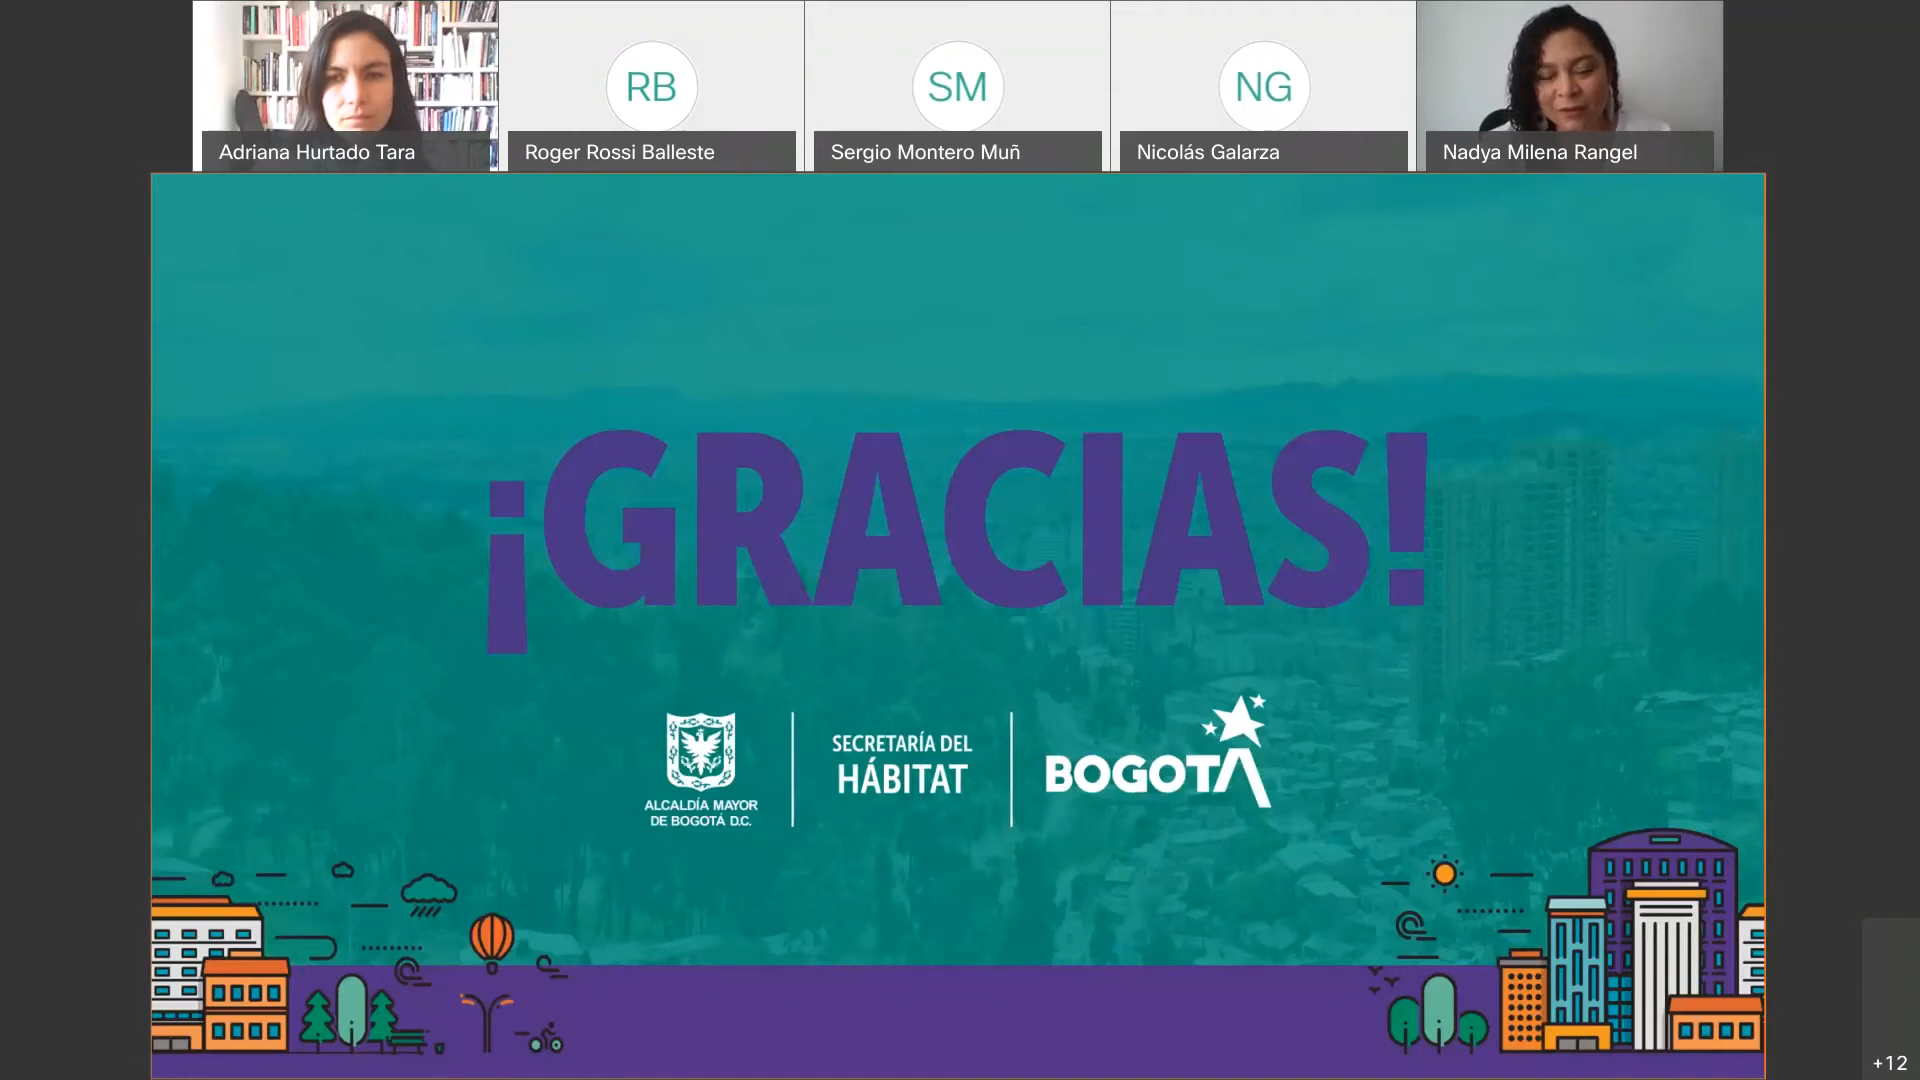 RB
SM
NG
Adriana Hurtado Tara
Roger Rossi Balleste
Sergio Montero Muñ
Nicolás Galarza
Nadya Milena Rangel
¡GRACIAS!
ALCALDÍA MAYOR
DE BOGOTÁ D.C.
SECRETARÍA DEL
HÁBITAT
BOGOTÁ
+12